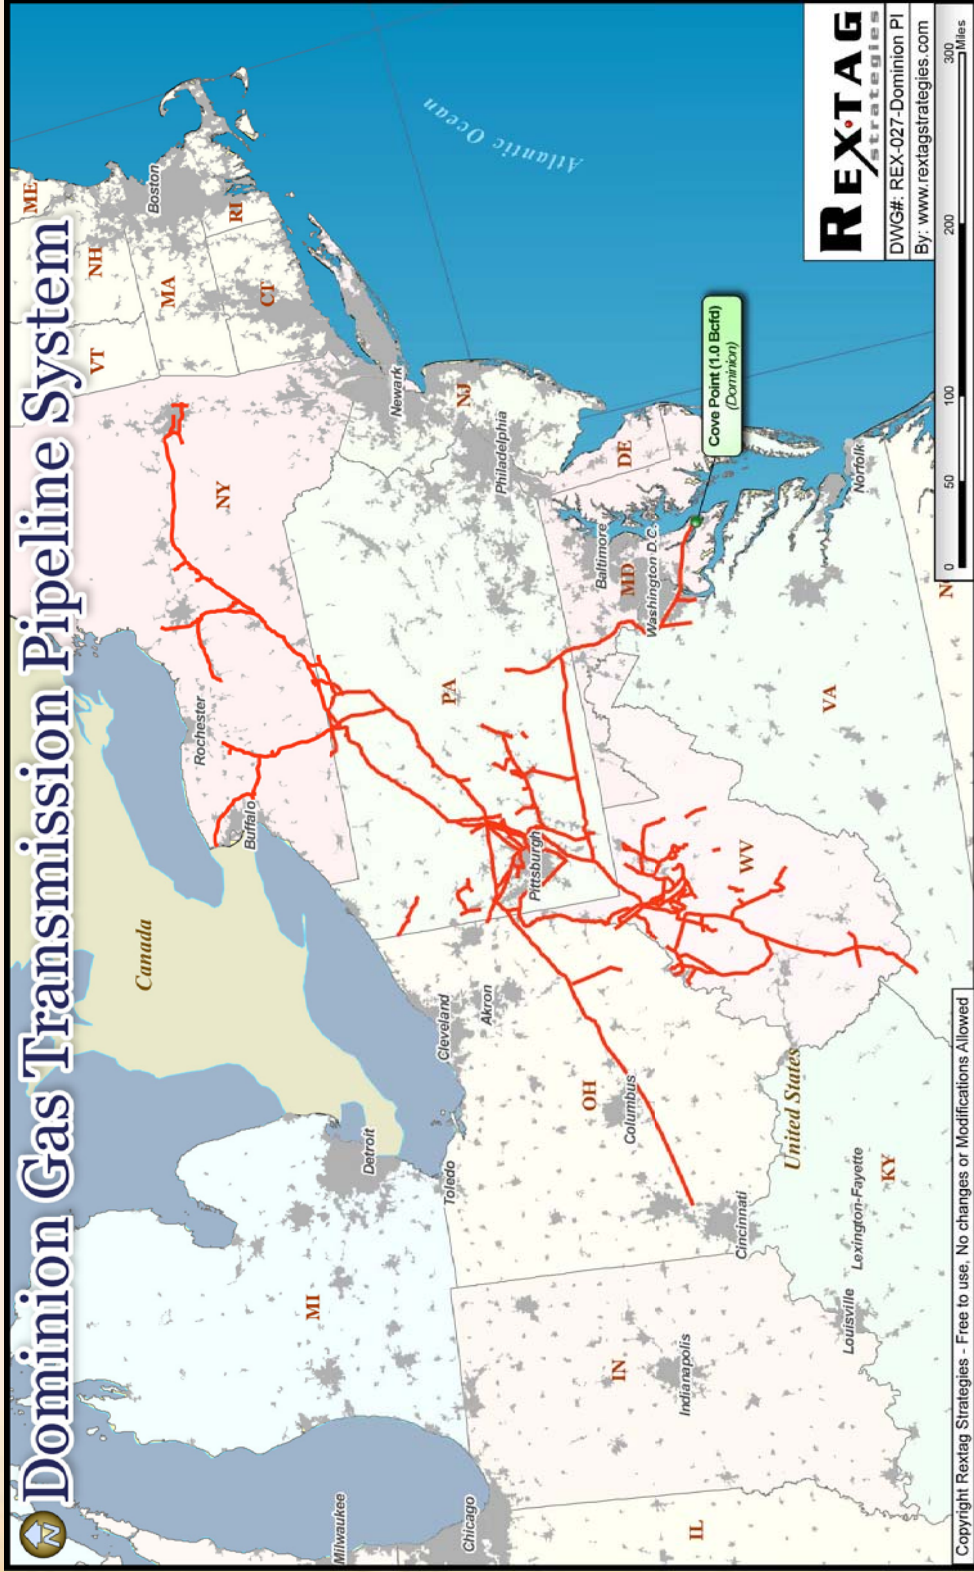 Dominion Gas Transmission Pipeline System
N
Canada
ME
VT
NH
Boston
MA
RI
CT
NY
Rochester
Buffalo
Atlantic Ocean
Milwaukee
MI
Detroit
Newark
NJ
Chicago
Toledo
Cleveland
Akron
PA
Philadelphia
Pittsburgh
DE
Baltimore
MD
Washington D.C.
Cove Point (1.0 Bcfd)
(Dominion)
OH
Columbus
IN
Indianapolis
IL
WV
Cincinnati
United States
VA
Norfolk
Louisville
Lexington-Fayette
KY
N
REXTAG
strategies
DWG#: REX-027-Dominion Pl
By: www.rextagstrategies.com
0 50 100 200 300
Miles
Copyright Rextag Strategies - Free to use, No changes or Modifications Allowed